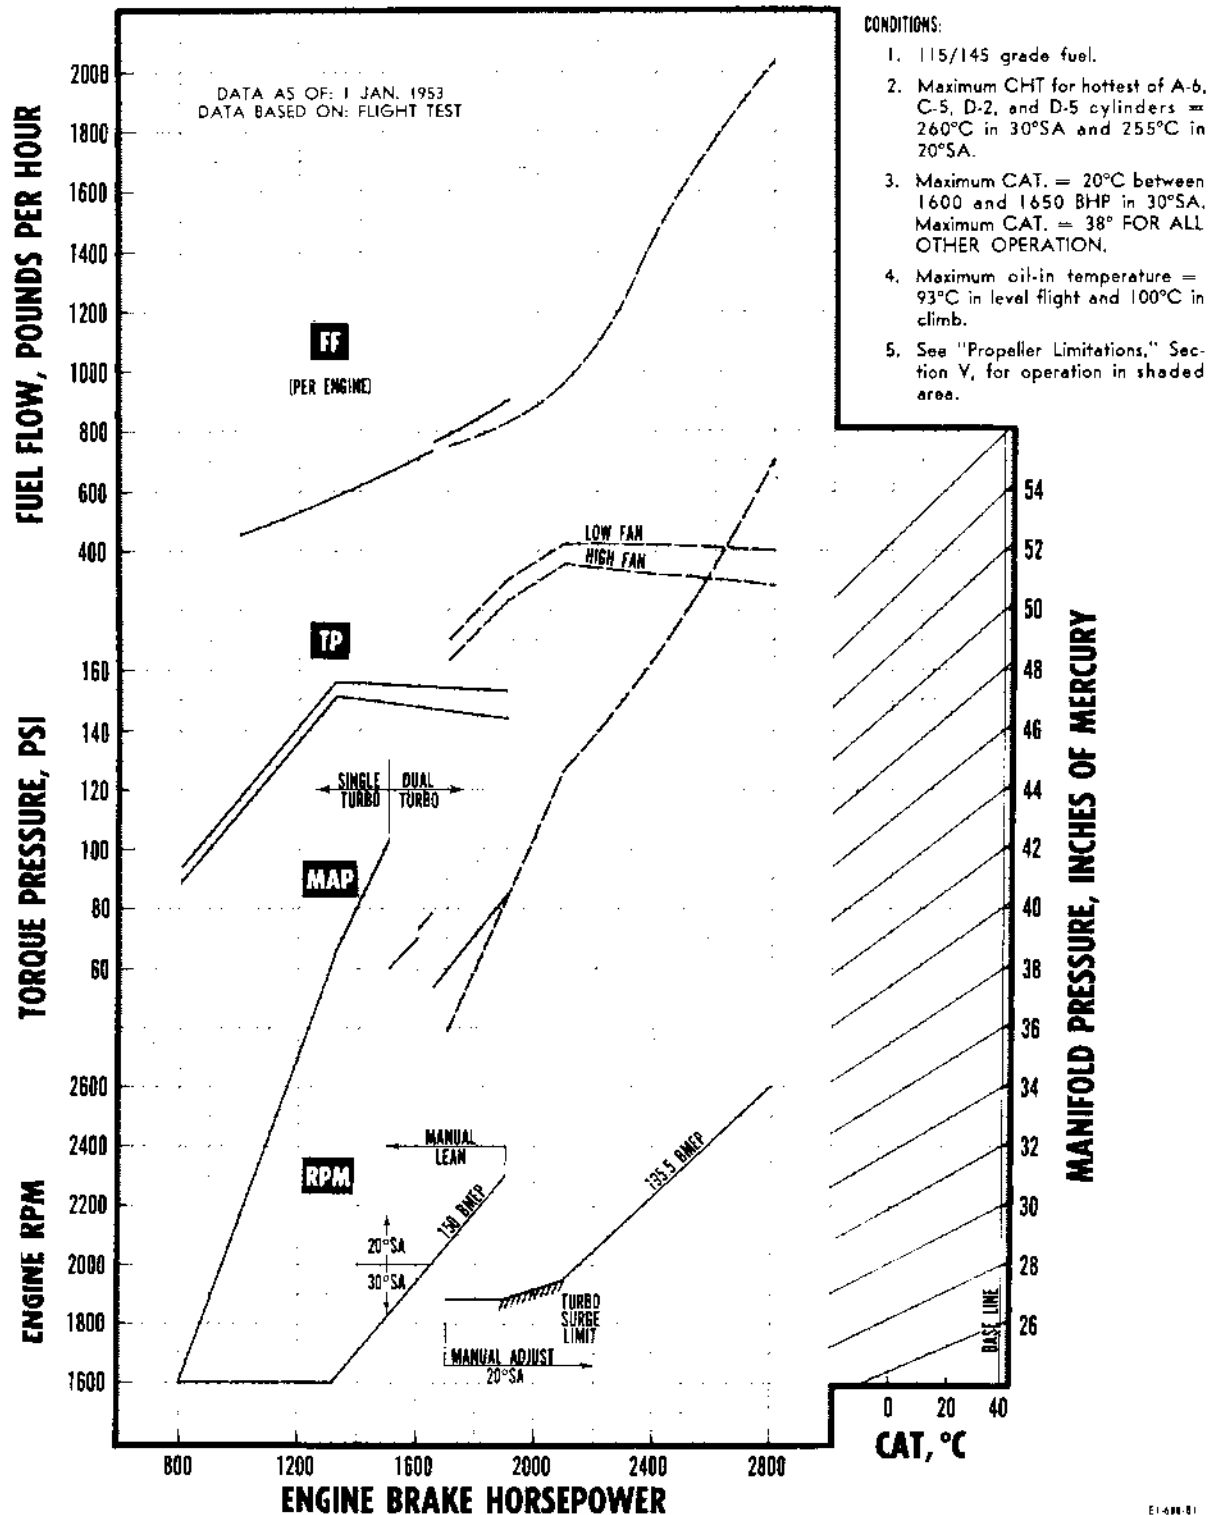 CONDITIONS:
1. 115/145 grade fuel.
2. Maximum CHT for hottest of A-6,
C-5, D-2, and D-5 cylinders =
260°C in 30°SA and 255°C in
20°SA.
3. Maximum CAT. = 20°C between
1600 and 1650 BHP in 30°SA.
Maximum CAT. = 38° FOR ALL
OTHER OPERATION.
4. Maximum oil-in temperature =
93°C in level flight and 100°C in
climb.
5. See "Propeller Limitations," Sec-
tion V, for operation in shaded
area.
DATA AS OF: 1 JAN. 1953
DATA BASED ON: FLIGHT TEST
FUEL FLOW, POUNDS PER HOUR
2000
1800
1600
1400
1200
1000
800
600
400
FF
(PER ENGINE)
LOW FAN
HIGH FAN
TP
TORQUE PRESSURE, PSI
160
140
120
100
80
60
SINGLE
TURBO
DUAL
TURBO
MAP
ENGINE RPM
2600
2400
2200
2000
1800
1600
MANUAL
LEAN
RPM
150 BMEP
135.5 BMEP
20°SA
30°SA
TURBO
SURGE
LIMIT
MANUAL ADJUST
20°SA
800
1200
1600
2000
2400
2800
ENGINE BRAKE HORSEPOWER
MANIFOLD PRESSURE, INCHES OF MERCURY
54
52
50
48
46
44
42
40
38
36
34
32
30
28
26
BASE LINE
0 20 40
CAT, °C